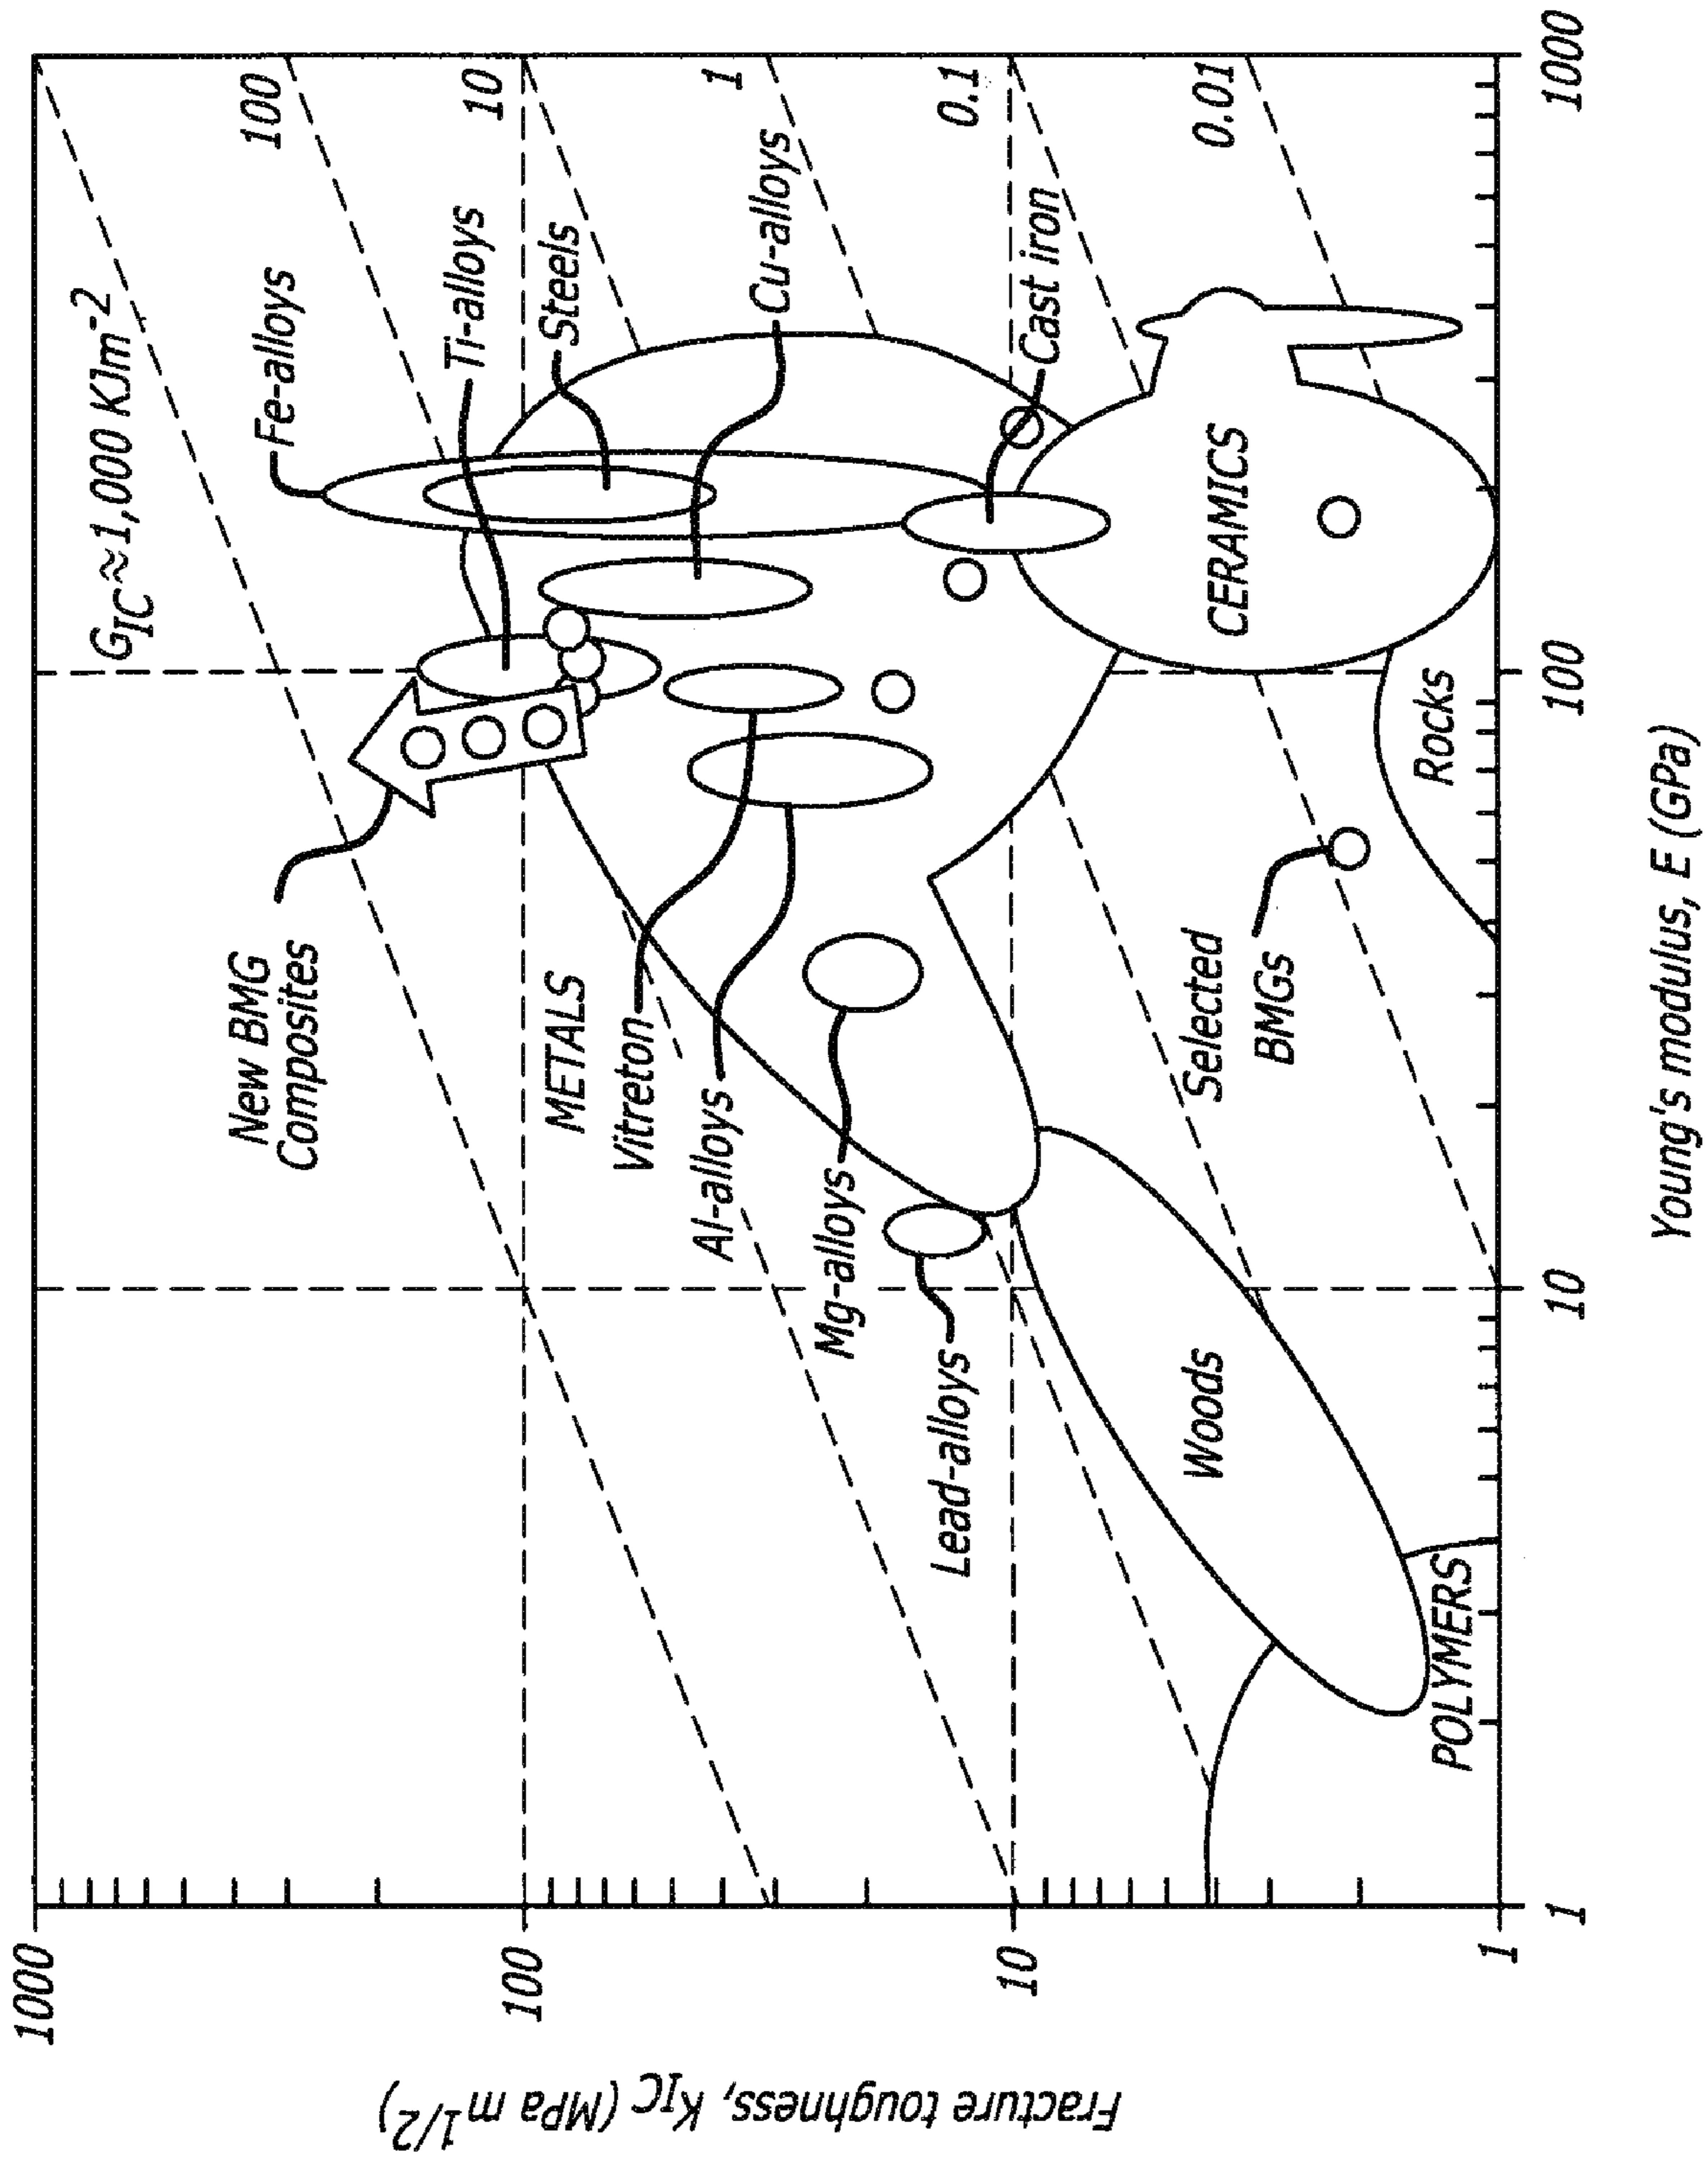 Fracture toughness, K_IC (MPa m^1/2)
1000
100
10
1
G_IC ≈ 1,000 KJm^-2
100
10
1
0.1
0.01
New BMG
Composites
Fe-alloys
Ti-alloys
METALS
Steels
Vitreton
Cu-alloys
Al-alloys
Mg-alloys
Lead-alloys
Cast iron
Woods
Selected
BMGs
CERAMICS
POLYMERS
Rocks
1
10
100
1000
Young's modulus, E (GPa)